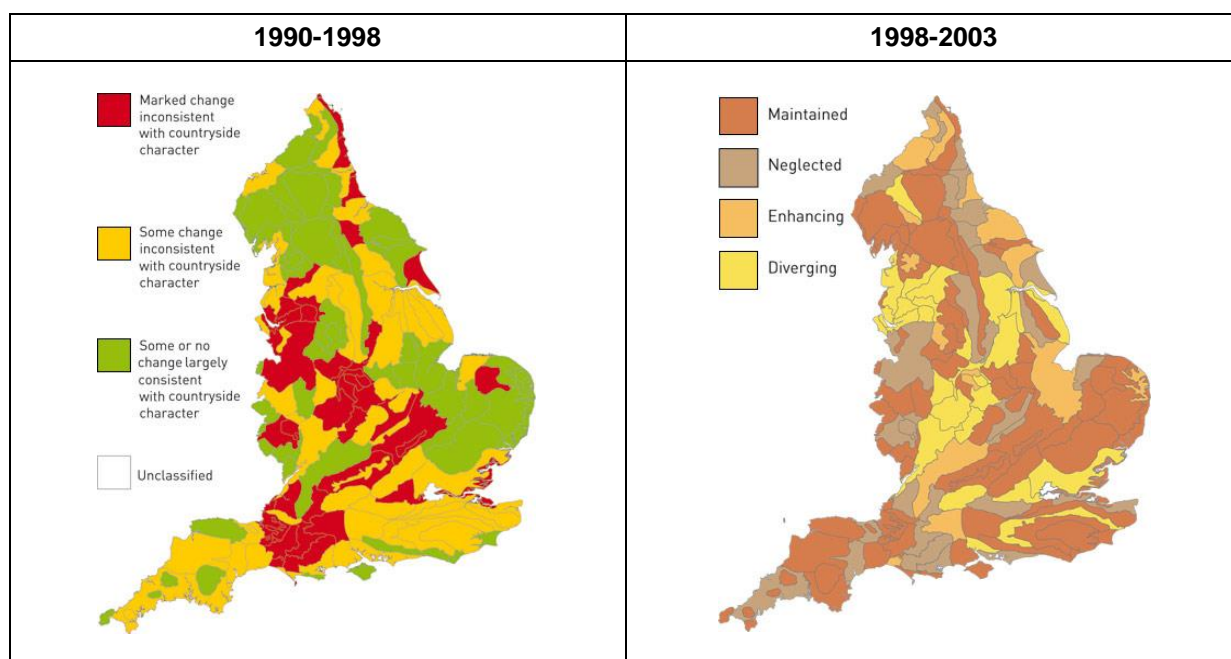 1990-1998
1998-2003
Marked change
inconsistent
with countryside
character
Some change
inconsistent
with countryside
character
Some or no
change largely
consistent
with countryside
character
Unclassified
Maintained
Neglected
Enhancing
Diverging